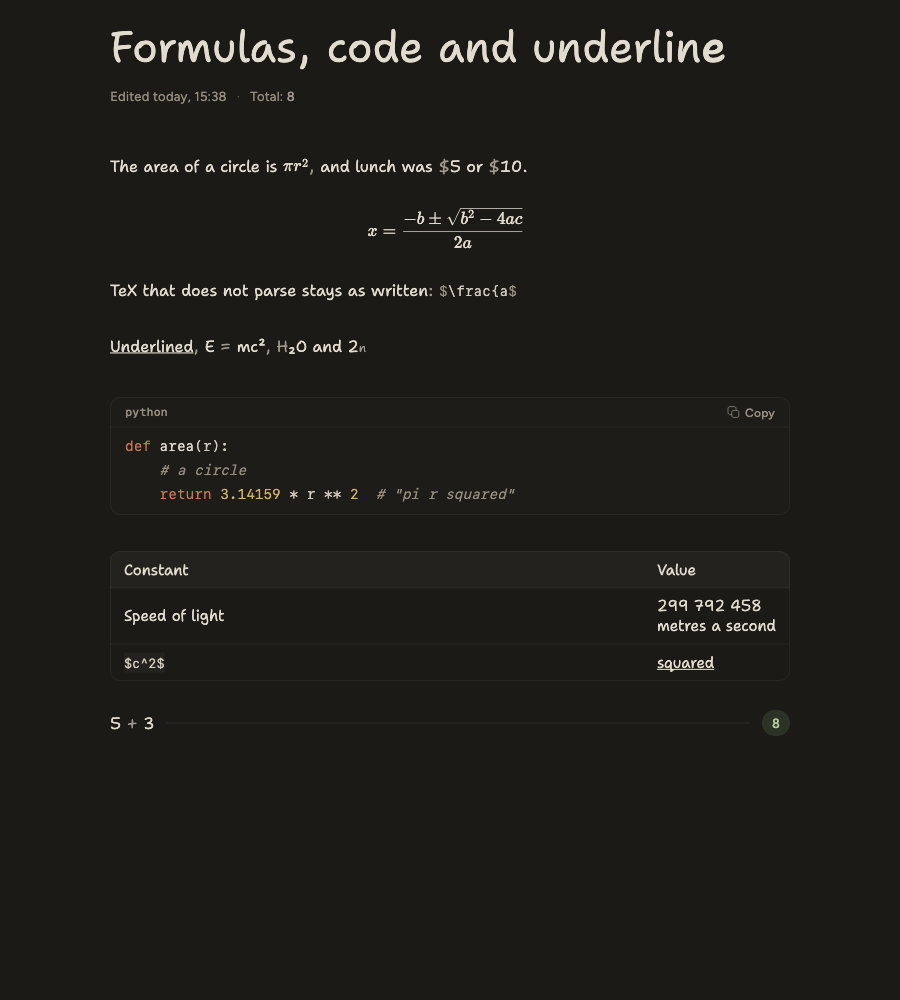 Formulas, code and underline
Edited today, 15:38 · Total: 8
The area of a circle is πr², and lunch was $5 or $10.
x = \frac{-b ± \sqrt{b² − 4ac}}{2a}
TeX that does not parse stays as written: $\frac{a$
Underlined, E = mc², H₂O and 2ₙ
python
Copy
def area(r):
    # a circle
    return 3.14159 * r ** 2  # "pi r squared"
Constant Value
Speed of light 299 792 458
metres a second
$c^2$ squared
5 + 3 8